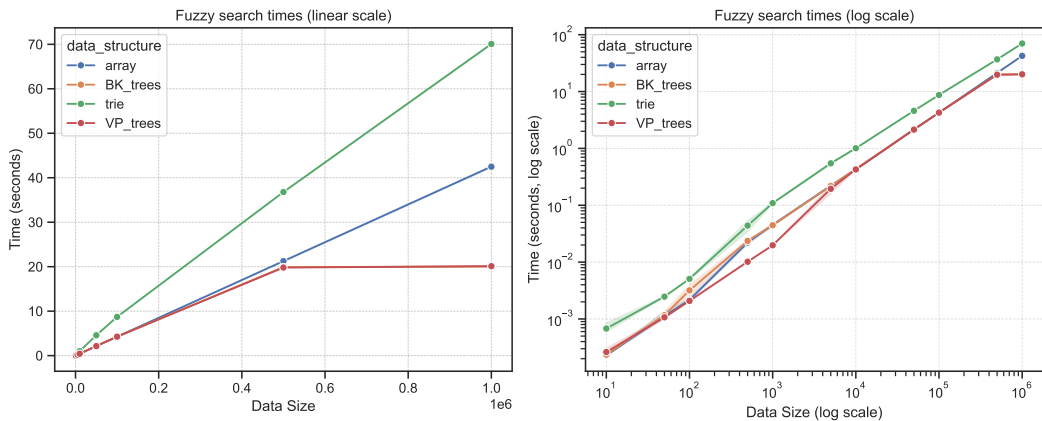 Fuzzy search times (linear scale)
data_structure
array
BK_trees
trie
VP_trees
Time (seconds)
70
60
50
40
30
20
10
0
0.0 0.2 0.4 0.6 0.8 1.0
1e6
Data Size
Fuzzy search times (log scale)
data_structure
array
BK_trees
trie
VP_trees
Time (seconds, log scale)
10²
10¹
10⁰
10⁻¹
10⁻²
10⁻³
10¹ 10² 10³ 10⁴ 10⁵ 10⁶
Data Size (log scale)